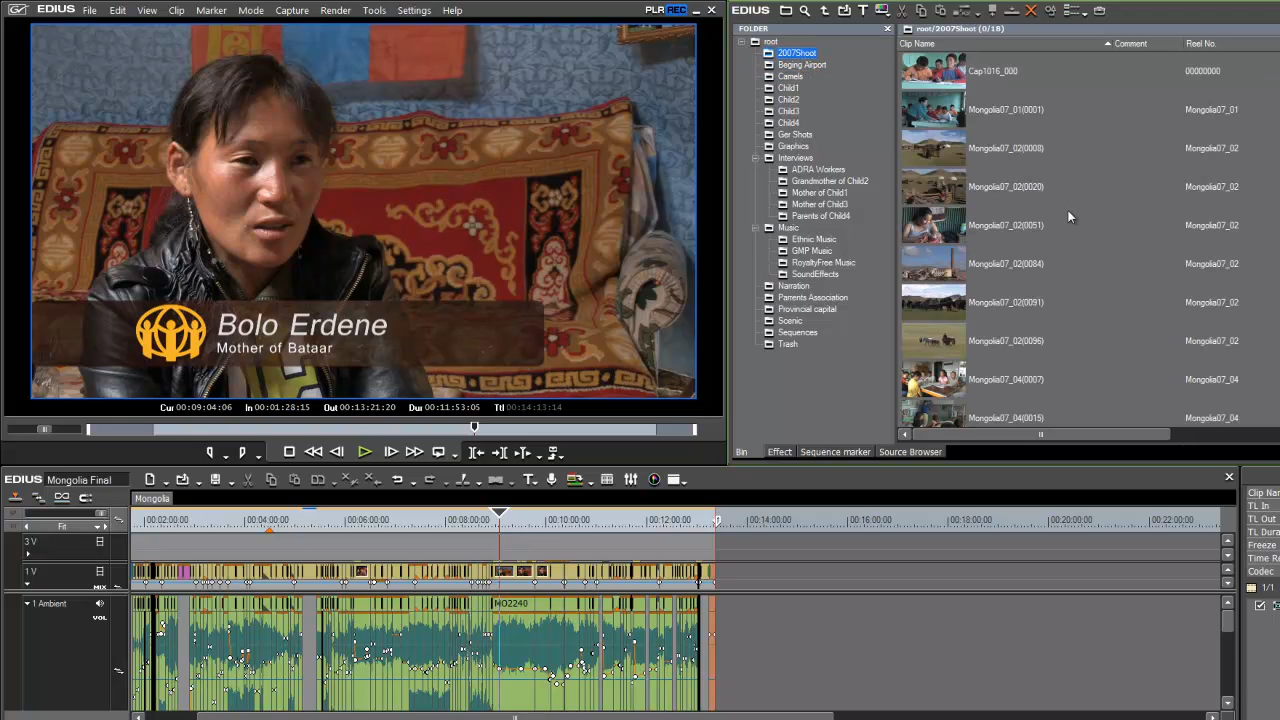 EDIUS File Edit View Clip Marker Mode Capture Render Tools Settings Help PLR REC
Bolo Erdene
Mother of Bataar
Cur 00:09:04:06 In 00:01:28:15 Out 00:13:21:20 Dur 00:11:53:05 Ttl 00:14:13:14
EDIUS
FOLDER
root
2007Shoot
Beging Airport
Camels
Child1
Child2
Child3
Child4
Ger Shots
Graphics
Interviews
ADRA Workers
Grandmother of Child2
Mother of Child1
Mother of Child3
Parents of Child4
Music
Ethnic Music
GMP Music
RoyaltyFree Music
SoundEffects
Narration
Parents Association
Provincial capital
Scenic
Sequences
Trash
root/2007Shoot (0/18)
Clip Name Comment Reel No.
Cap1016_000 00000000
Mongolia07_01(0001) Mongolia07_01
Mongolia07_02(0008) Mongolia07_02
Mongolia07_02(0020) Mongolia07_02
Mongolia07_02(0051) Mongolia07_02
Mongolia07_02(0084) Mongolia07_02
Mongolia07_02(0091) Mongolia07_02
Mongolia07_02(0096) Mongolia07_02
Mongolia07_04(0007) Mongolia07_04
Mongolia07_04(0015) Mongolia07_04
Bin Effect Sequence marker Source Browser
EDIUS Mongolia Final
Mongolia
Fit
00:02:00:00 00:04:00:00 00:06:00:00 00:08:00:00 00:10:00:00 00:12:00:00 00:14:00:00 00:16:00:00 00:18:00:00 00:20:00:00 00:22:00:00
3 V
1 V
MIX
1 Ambient
VOL
MO2240
Clip Na
TL In
TL Out
TL Dura
Freeze
Time Re
Codec
1/1